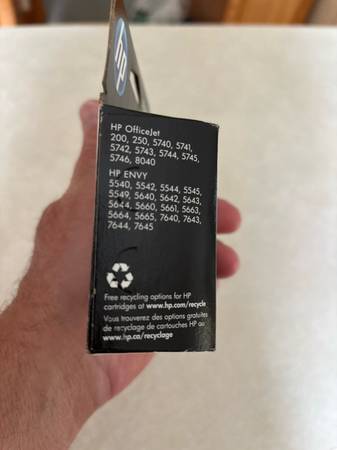 hp
HP OfficeJet
200, 250, 5740, 5741,
5742, 5743, 5744, 5745,
5746, 8040
HP ENVY
5540, 5542, 5544, 5545,
5549, 5640, 5642, 5643,
5644, 5660, 5661, 5663,
5664, 5665, 7640, 7643,
7644, 7645
Free recycling options for HP
cartridges at www.hp.com/recycle
Vous trouverez des options gratuites
de recyclage de cartouches HP au
www.hp.ca/recyclage